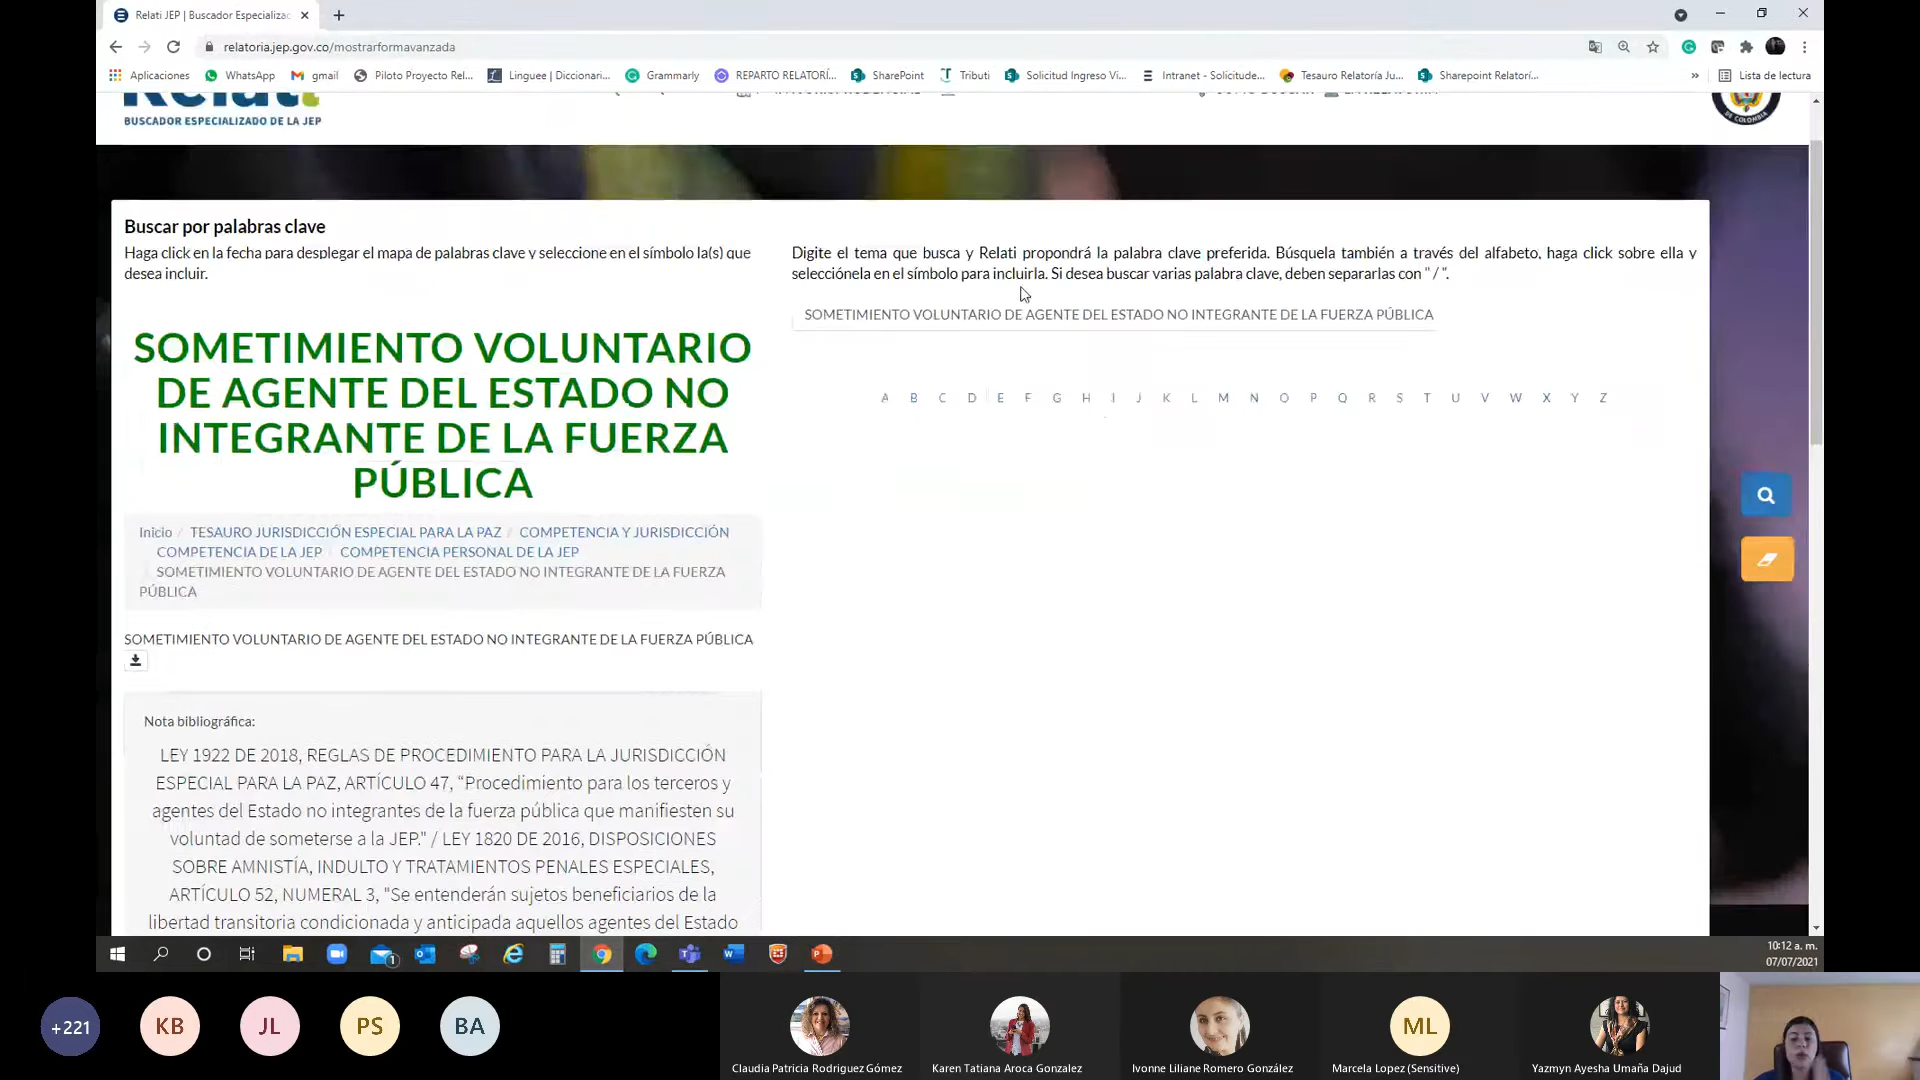 Relati JEP | Buscador Especializad
relatoria.jep.gov.co/mostrarformavanzada
Aplicaciones WhatsApp gmail Piloto Proyecto Rel... Linguee | Diccionari... Grammarly REPARTO RELATORÍ... SharePoint Tributi Solicitud Ingreso Vi... Intranet - Solicitude... Tesauro Relatoría Ju... Sharepoint Relatorí... » Lista de lectura
Relati
BUSCADOR ESPECIALIZADO DE LA JEP
DE COLOMBIA
Buscar por palabras clave
Haga click en la fecha para desplegar el mapa de palabras clave y seleccione en el símbolo la(s) que
desea incluir.
Digite el tema que busca y Relati propondrá la palabra clave preferida. Búsquela también a través del alfabeto, haga click sobre ella y
selecciónela en el símbolo para incluirla. Si desea buscar varias palabra clave, deben separarlas con " / ".
SOMETIMIENTO VOLUNTARIO DE AGENTE DEL ESTADO NO INTEGRANTE DE LA FUERZA PÚBLICA
A B C D E F G H I J K L M N O P Q R S T U V W X Y Z
SOMETIMIENTO VOLUNTARIO
DE AGENTE DEL ESTADO NO
INTEGRANTE DE LA FUERZA
PÚBLICA
Inicio / TESAURO JURISDICCIÓN ESPECIAL PARA LA PAZ / COMPETENCIA Y JURISDICCIÓN
COMPETENCIA DE LA JEP COMPETENCIA PERSONAL DE LA JEP
SOMETIMIENTO VOLUNTARIO DE AGENTE DEL ESTADO NO INTEGRANTE DE LA FUERZA
PÚBLICA
SOMETIMIENTO VOLUNTARIO DE AGENTE DEL ESTADO NO INTEGRANTE DE LA FUERZA PÚBLICA
Nota bibliográfica:
LEY 1922 DE 2018, REGLAS DE PROCEDIMIENTO PARA LA JURISDICCIÓN
ESPECIAL PARA LA PAZ, ARTÍCULO 47, "Procedimiento para los terceros y
agentes del Estado no integrantes de la fuerza pública que manifiesten su
voluntad de someterse a la JEP." / LEY 1820 DE 2016, DISPOSICIONES
SOBRE AMNISTÍA, INDULTO Y TRATAMIENTOS PENALES ESPECIALES,
ARTÍCULO 52, NUMERAL 3, "Se entenderán sujetos beneficiarios de la
libertad transitoria condicionada y anticipada aquellos agentes del Estado
10:12 a. m.
07/07/2021
+221 KB JL PS BA ML
Claudia Patricia Rodriguez Gómez Karen Tatiana Aroca Gonzalez Ivonne Liliane Romero González Marcela Lopez (Sensitive) Yazmyn Ayesha Umaña Dajud